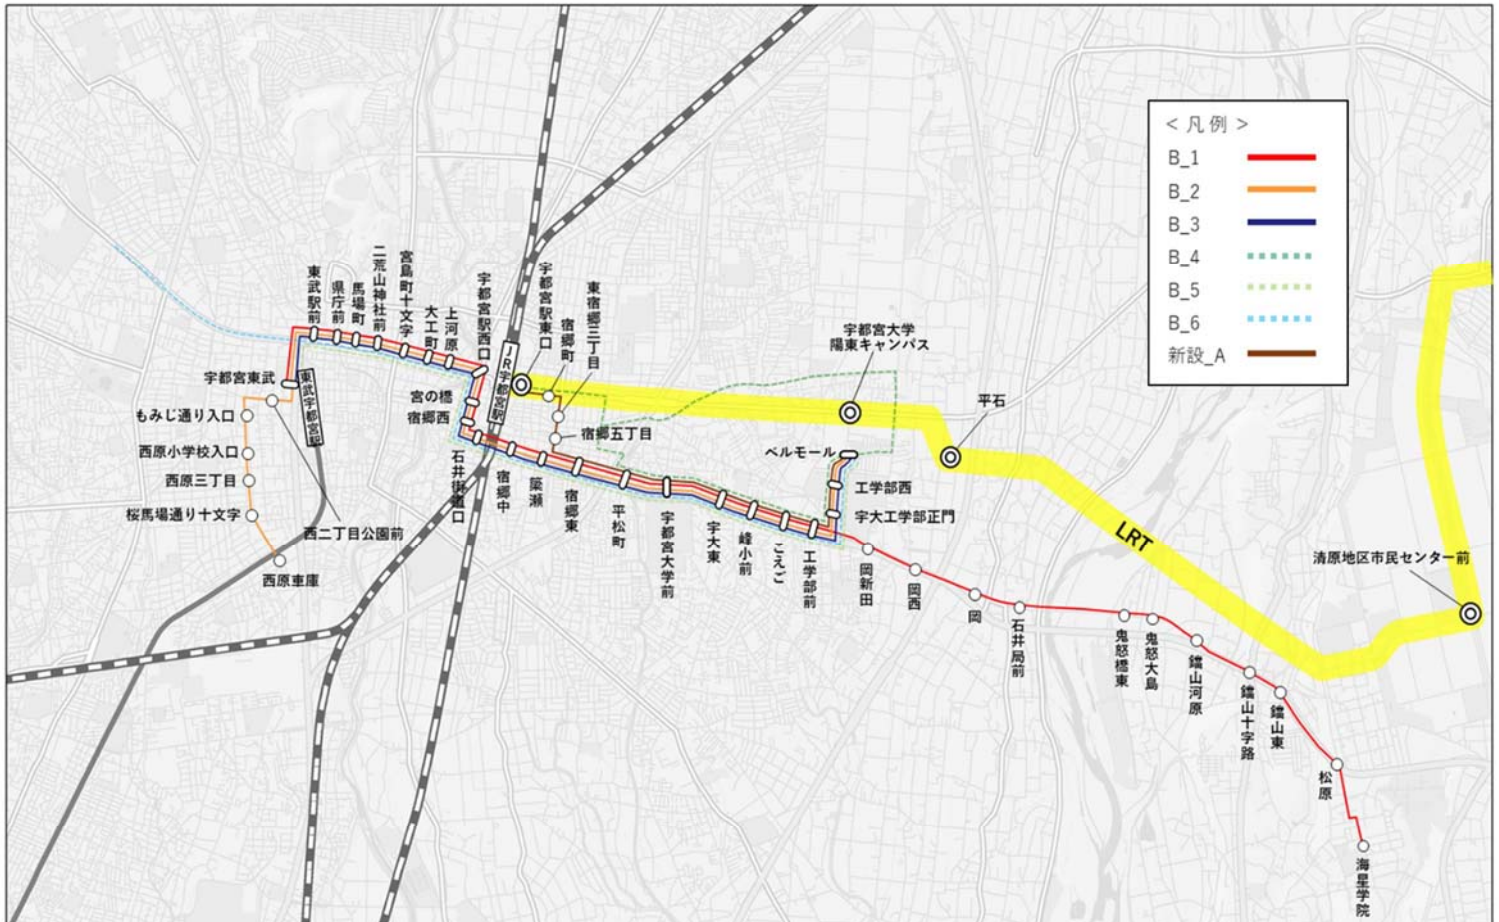 <凡例>
B_1
B_2
B_3
B_4
B_5
B_6
新設_A
東武駅前
県庁前
馬場町
二荒山神社前
宮島町十文字
大工町
上河原
宇都宮駅西口
宇都宮駅東口
宿郷町
東宿郷三丁目
JR宇都宮駅
宇都宮大学
陽東キャンパス
平石
宇都宮東武
東武宇都宮駅
もみじ通り入口
西原小学校入口
西原三丁目
桜馬場通り十文字
西二丁目公園前
西原車庫
宮の橋
宿郷西
宿郷五丁目
ベルモール
工学部西
宇大工学部正門
石井街道口
宿郷中
簗瀬
宿郷東
平松町
宇都宮大学前
宇大東
峰小前
こえご
工学部前
岡新田
岡西
岡
石井局前
鬼怒橋東
鬼怒大島
鐺山河原
鐺山十字路
鐺山東
松原
海星学院
LRT
清原地区市民センター前